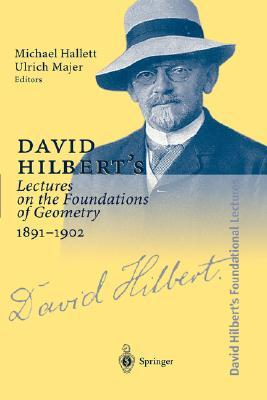 Michael Hallett
Ulrich Majer
Editors
DAVID
HILBERT'S
Lectures
on the Foundations
of Geometry
1891–1902
David Hilbert's Foundational Lectures
David Hilbert.
Springer